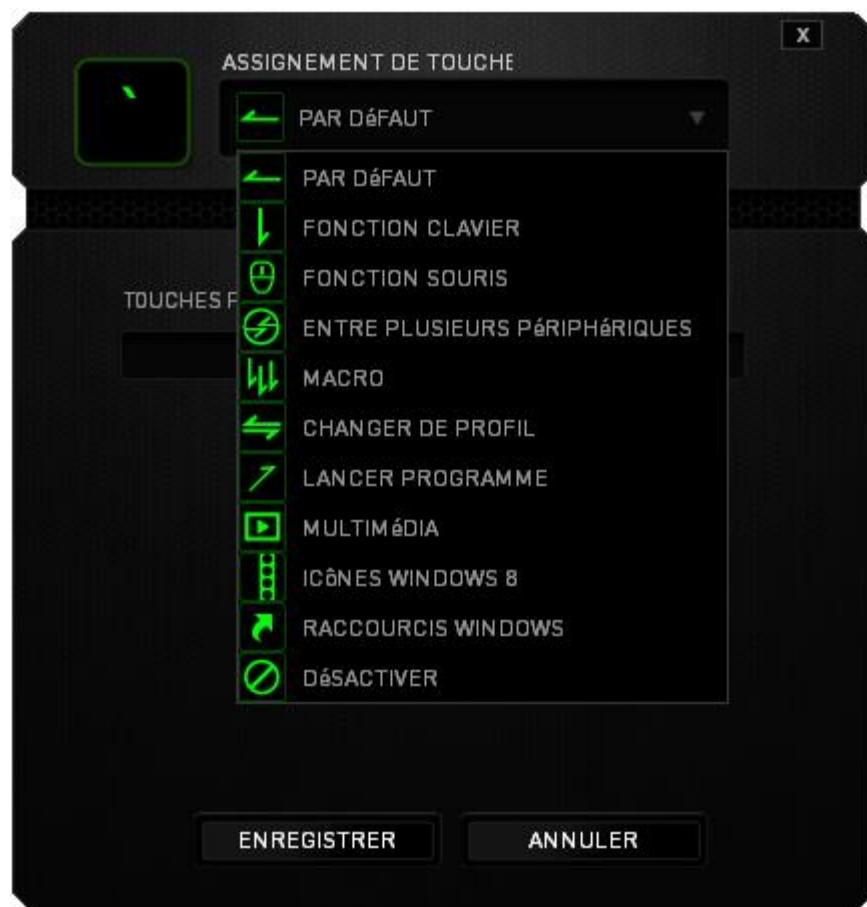 X
ASSIGNEMENT DE TOUCHE
`
PAR DéFAUT
PAR DéFAUT
FONCTION CLAVIER
FONCTION SOURIS
TOUCHES
ENTRE PLUSIEURS PéRIPHéRIQUES
MACRO
CHANGER DE PROFIL
LANCER PROGRAMME
MULTIMéDIA
ICôNES WINDOWS 8
RACCOURCIS WINDOWS
DéSACTIVER
ENREGISTRER
ANNULER